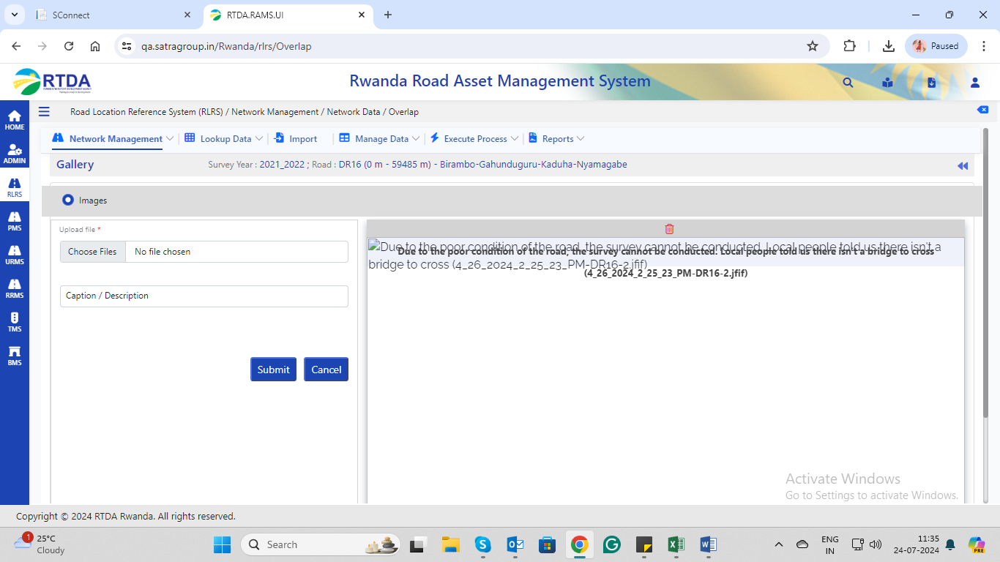 SConnect
RTDA.RAMS.UI
qa.satragroup.in/Rwanda/rlrs/Overlap
Paused
RTDA
Rwanda Road Asset Management System
HOME
Road Location Reference System (RLRS) / Network Management / Network Data / Overlap
ADMIN
Network Management
Lookup Data
Import
Manage Data
Execute Process
Reports
Gallery
Survey Year : 2021_2022 ; Road : DR16 (0 m - 59485 m) - Birambo-Gahunduguru-Kaduha-Nyamagabe
RLRS
Images
PMS
Upload file *
Choose Files No file chosen
URMS
Caption / Description
RRMS
TMS
BMS
Submit
Cancel
Due to the poor condition of the road, the survey cannot be conducted. Local people told us there isn't a
bridge to cross (4_26_2024_2_25_23_PM-DR16-2.jfif)
Due to the poor condition of the road, the survey cannot be conducted. Local people told us there isn't a bridge to cross
(4_26_2024_2_25_23_PM-DR16-2.jfif)
Activate Windows
Go to Settings to activate Windows.
Copyright © 2024 RTDA Rwanda. All rights reserved.
1
25°C
Cloudy
Search
PRE
ENG
IN
11:35
24-07-2024